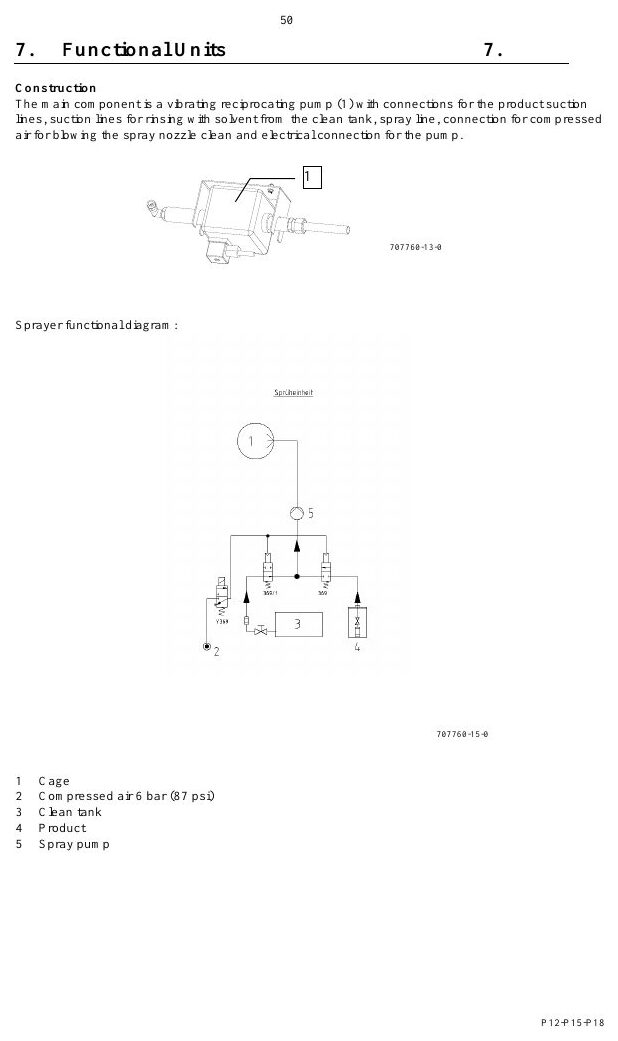 50
7. Functional Units 7.
Construction
The main component is a vibrating reciprocating pump (1) with connections for the product suction
lines, suction lines for rinsing with solvent from the clean tank, spray line, connection for compressed
air for blowing the spray nozzle clean and electrical connection for the pump.
1
707760-13-0
Sprayer functional diagram:
Sprüheinheit
1
5
369/1
369
Y369
3
2
4
707760-15-0
1 Cage
2 Compressed air 6 bar (87 psi)
3 Clean tank
4 Product
5 Spray pump
P12-P15-P18